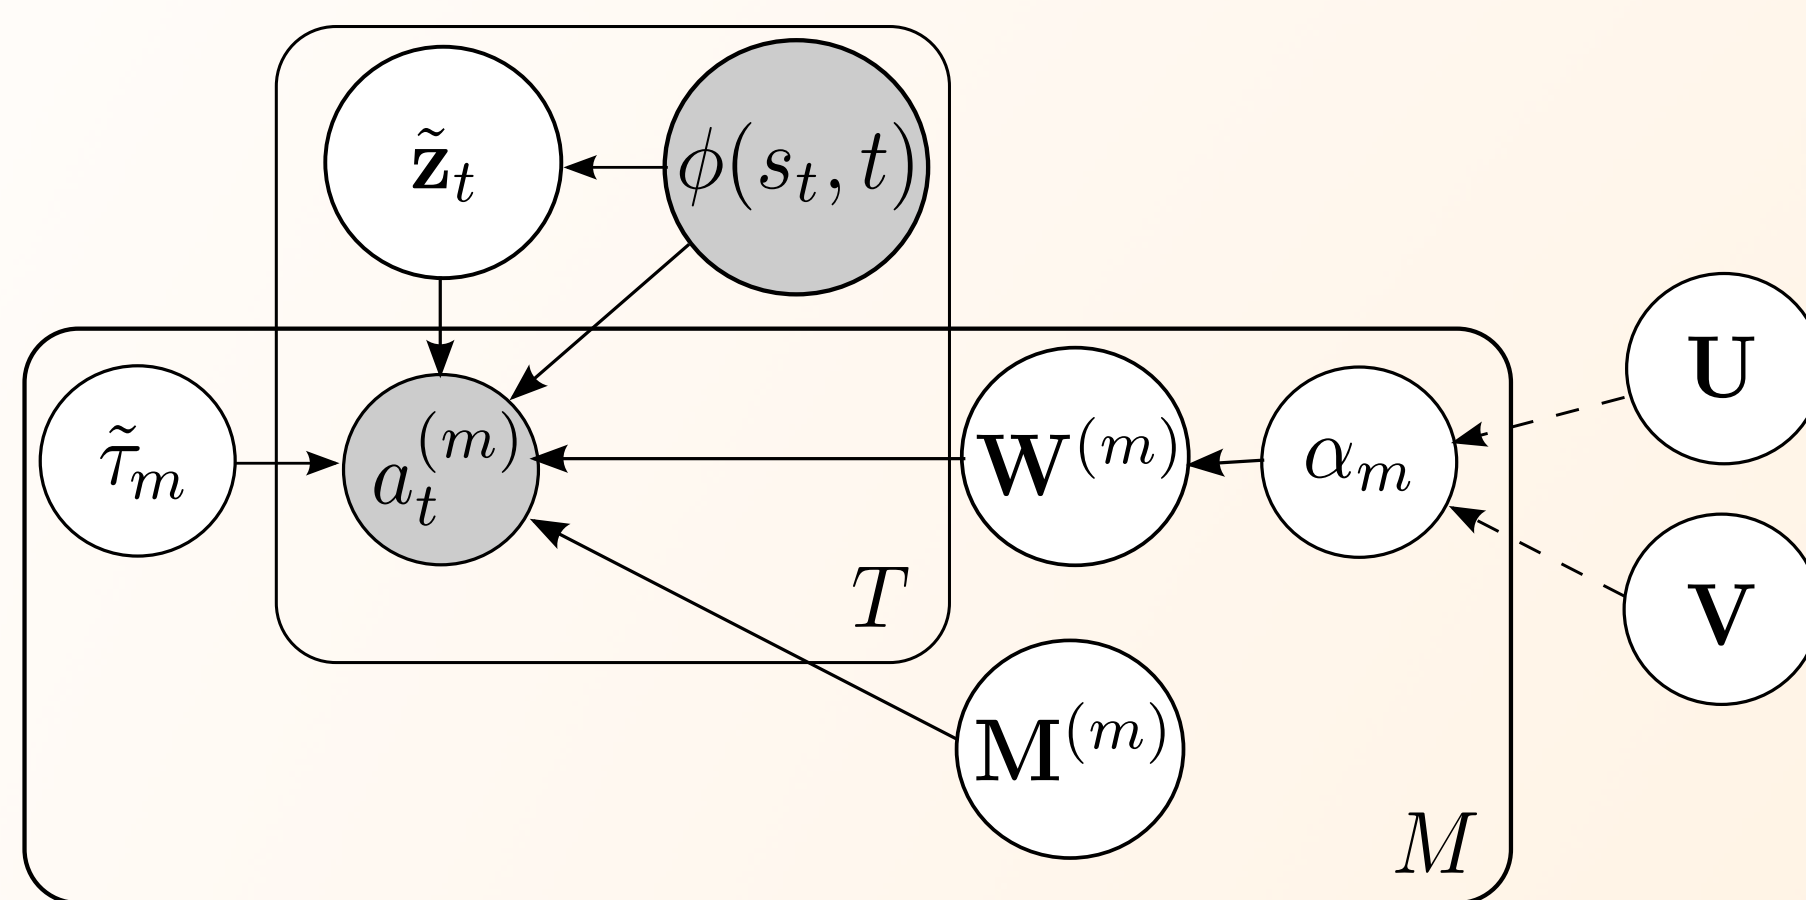 z̃_t
ϕ(s_t, t)
U
τ̃_m
a_t^(m)
W^(m)
α_m
T
V
M^(m)
M